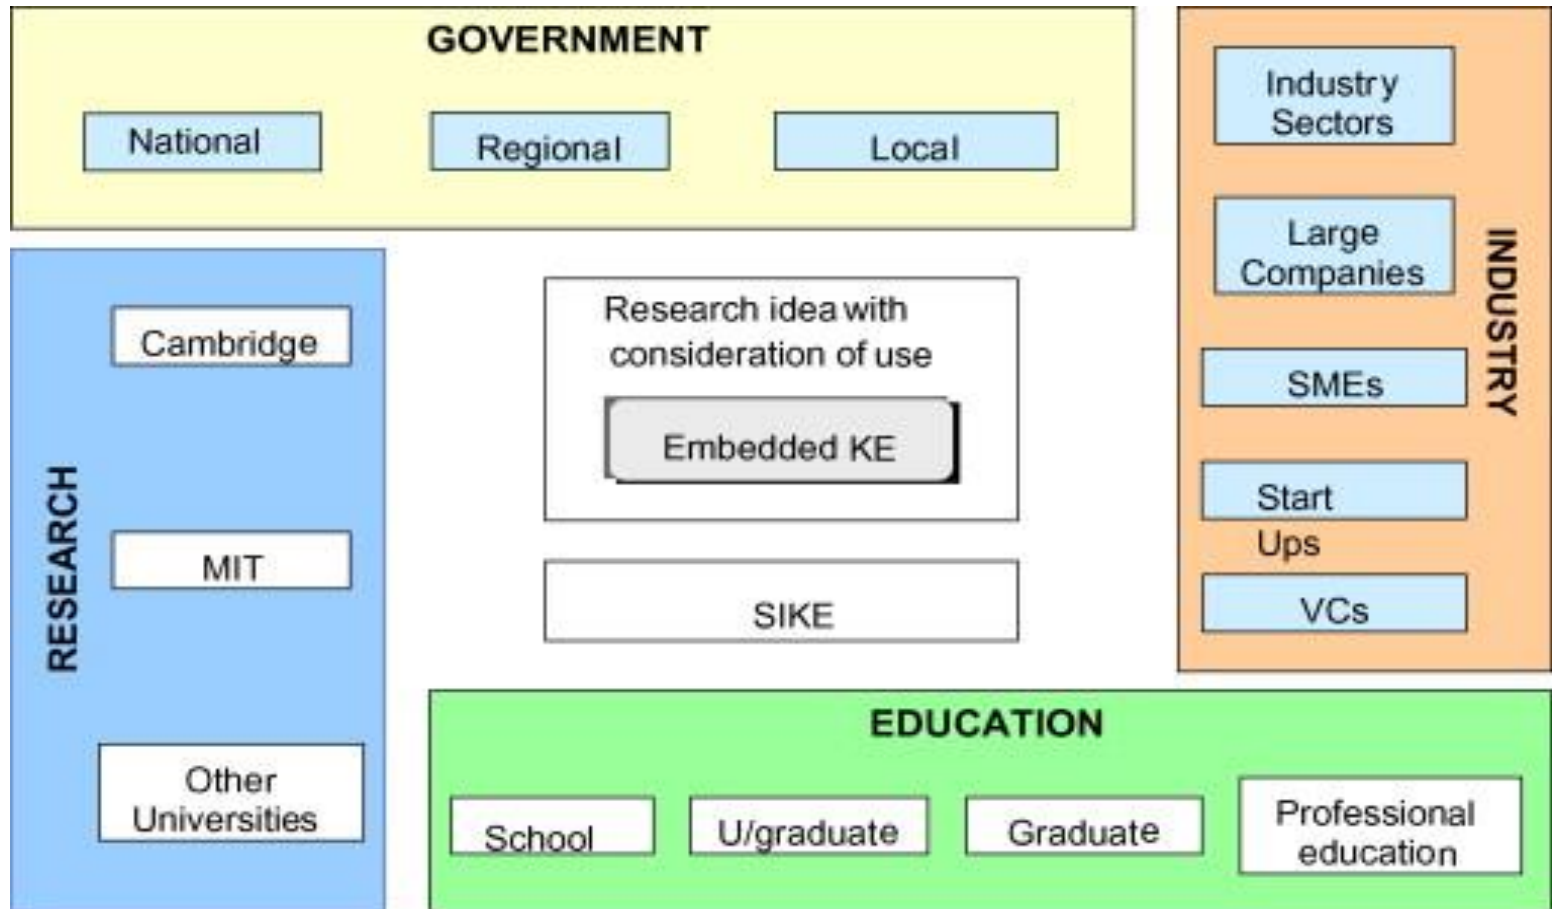 GOVERNMENT
National
Regional
Local
Industry
Sectors
Large
Companies
SMEs
Start
Ups
VCs
INDUSTRY
RESEARCH
Cambridge
MIT
Other
Universities
Research idea with
consideration of use
Embedded KE
SIKE
EDUCATION
School
U/graduate
Graduate
Professional
education